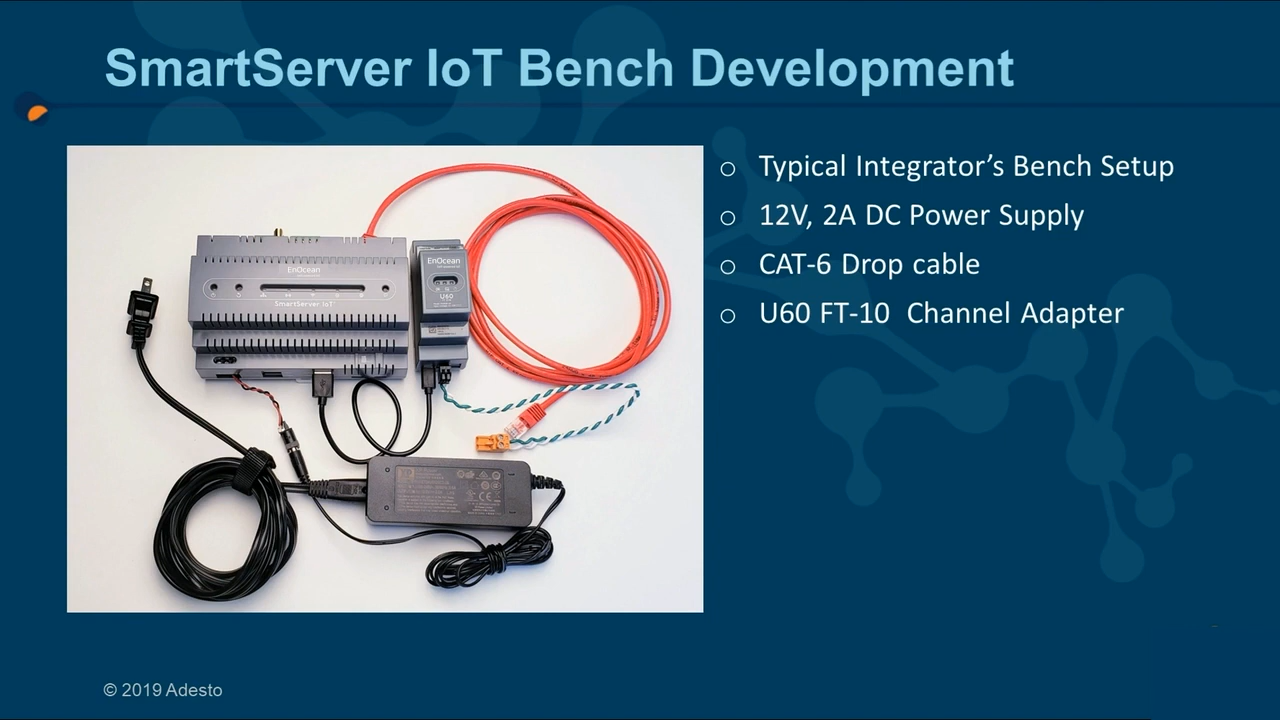 SmartServer IoT Bench Development
Typical Integrator's Bench Setup
12V, 2A DC Power Supply
CAT-6 Drop cable
U60 FT-10 Channel Adapter
EnOcean
SmartServer IoT
EnOcean
U60
© 2019 Adesto